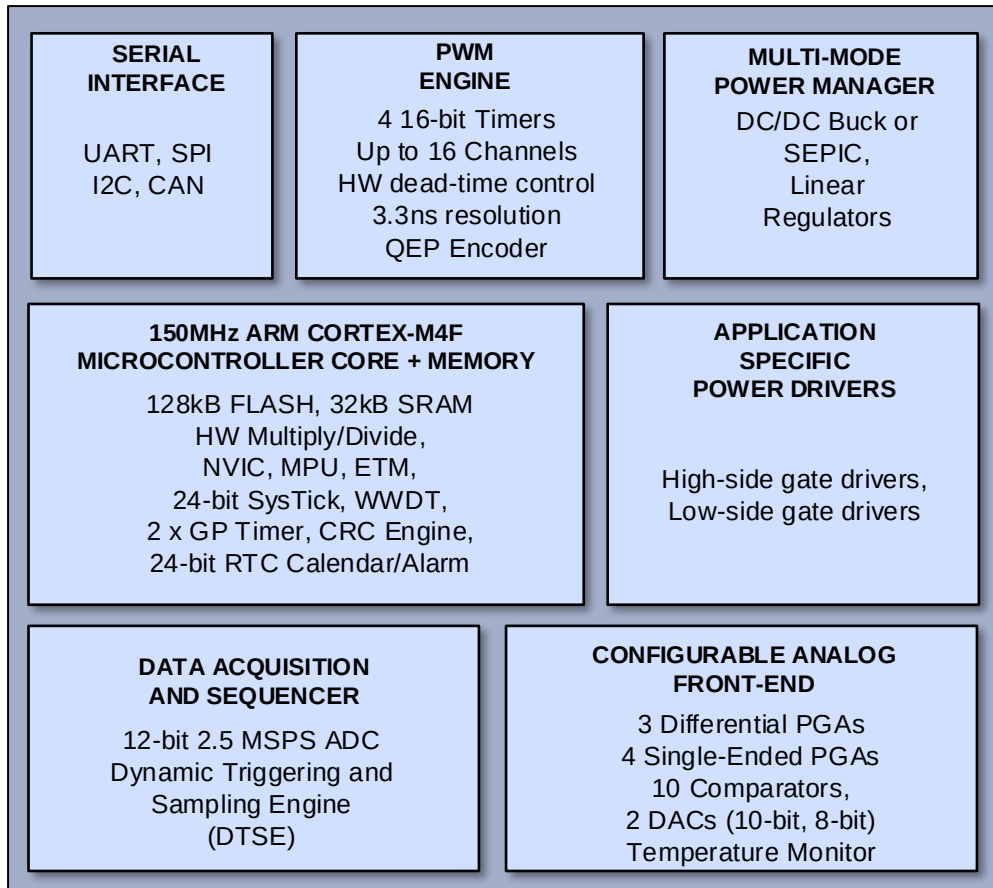 SERIAL
INTERFACE
UART, SPI
I2C, CAN
PWM
ENGINE
4 16-bit Timers
Up to 16 Channels
HW dead-time control
3.3ns resolution
QEP Encoder
MULTI-MODE
POWER MANAGER
DC/DC Buck or
SEPIC,
Linear
Regulators
150MHz ARM CORTEX-M4F
MICROCONTROLLER CORE + MEMORY
128kB FLASH, 32kB SRAM
HW Multiply/Divide,
NVIC, MPU, ETM,
24-bit SysTick, WWDT,
2 x GP Timer, CRC Engine,
24-bit RTC Calendar/Alarm
APPLICATION
SPECIFIC
POWER DRIVERS
High-side gate drivers,
Low-side gate drivers
DATA ACQUISITION
AND SEQUENCER
12-bit 2.5 MSPS ADC
Dynamic Triggering and
Sampling Engine
(DTSE)
CONFIGURABLE ANALOG
FRONT-END
3 Differential PGAs
4 Single-Ended PGAs
10 Comparators,
2 DACs (10-bit, 8-bit)
Temperature Monitor